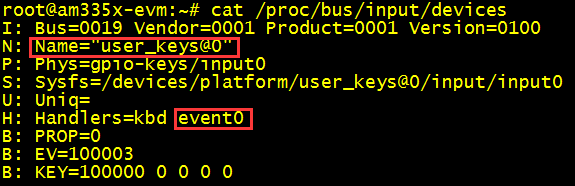 root@am335x-evm:~# cat /proc/bus/input/devices
I: Bus=0019 Vendor=0001 Product=0001 Version=0100
N: Name="user_keys@0"
P: Phys=gpio-keys/input0
S: Sysfs=/devices/platform/user_keys@0/input/input0
U: Uniq=
H: Handlers=kbd event0
B: PROP=0
B: EV=100003
B: KEY=100000 0 0 0 0